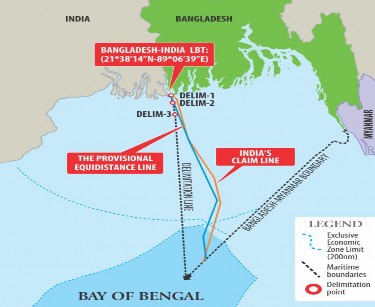 INDIA
BANGLADESH
BANGLADESH-INDIA LBT:
(21°38'14"N-89°06'39"E)
DELIM-1
DELIM-2
DELIM-3
MYANMAR
THE PROVISIONAL
EQUIDISTANCE LINE
INDIA'S
CLAIM LINE
DELIMITATION LINE
BANGLADESH-MYANMAR BOUNDARY
LEGEND
Exclusive
Economic
Zone Limit
(200nm)
Maritime
boundaries
Delimitation
point
BAY OF BENGAL